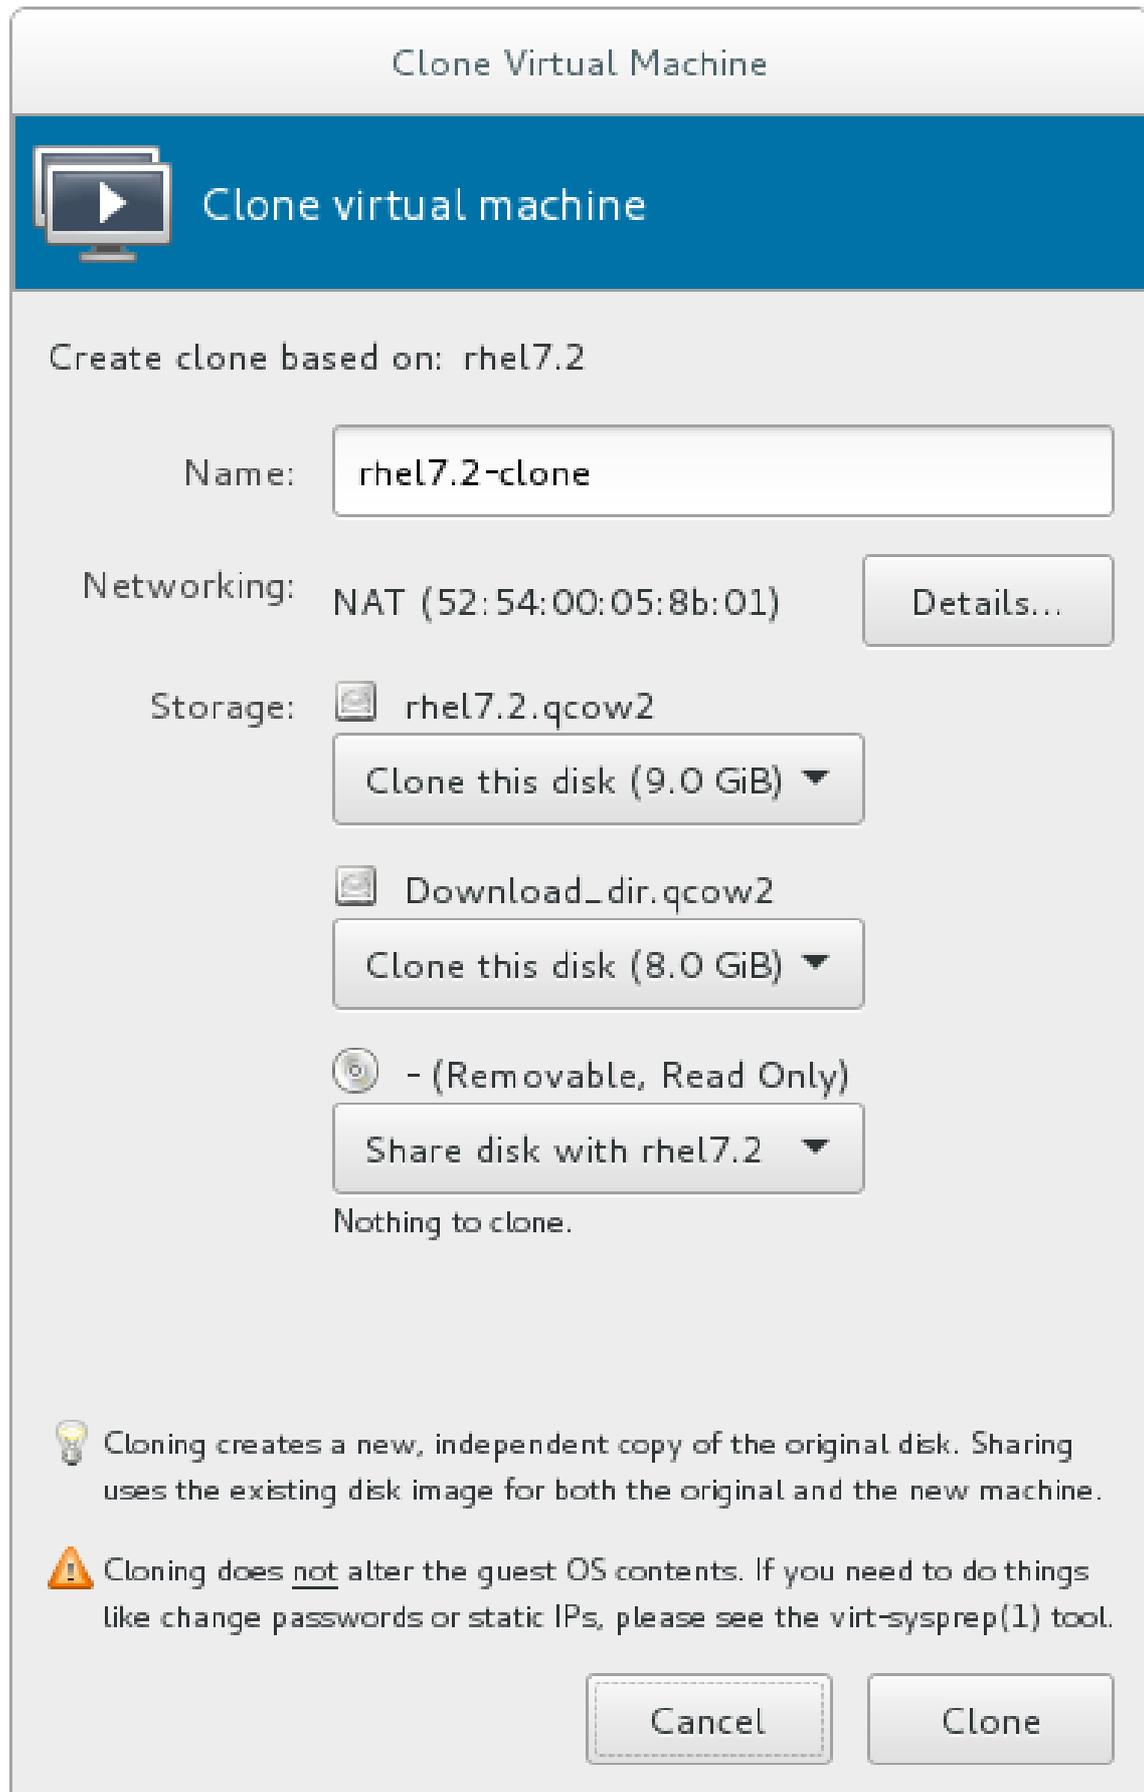 Clone Virtual Machine
Clone virtual machine
Create clone based on: rhel7.2
Name: rhel7.2-clone
Networking: NAT (52:54:00:05:8b:01) Details...
Storage: rhel7.2.qcow2
Clone this disk (9.0 GiB)
Download_dir.qcow2
Clone this disk (8.0 GiB)
- (Removable, Read Only)
Share disk with rhel7.2
Nothing to clone.
Cloning creates a new, independent copy of the original disk. Sharing
uses the existing disk image for both the original and the new machine.
Cloning does not alter the guest OS contents. If you need to do things
like change passwords or static IPs, please see the virt-sysprep(1) tool.
Cancel Clone